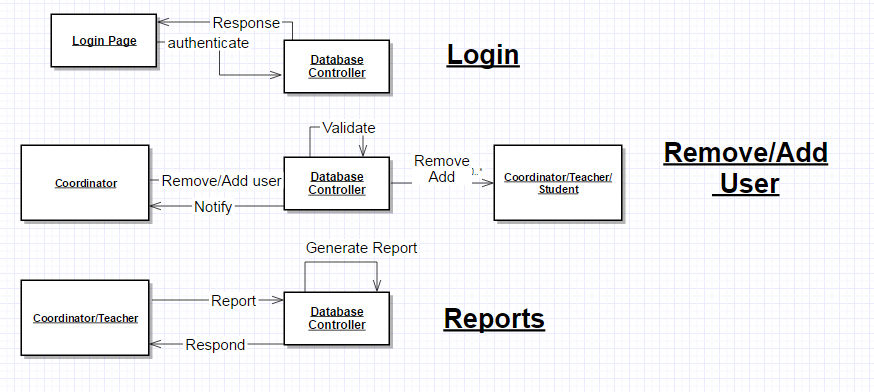 Response
Login Page
authenticate
Database
Controller
Login
Validate
Coordinator
Remove/Add user
Notify
Database
Controller
Remove
Add
0..*
Coordinator/Teacher/
Student
Remove/Add
User
Generate Report
Coordinator/Teacher
Report
Respond
Database
Controller
Reports